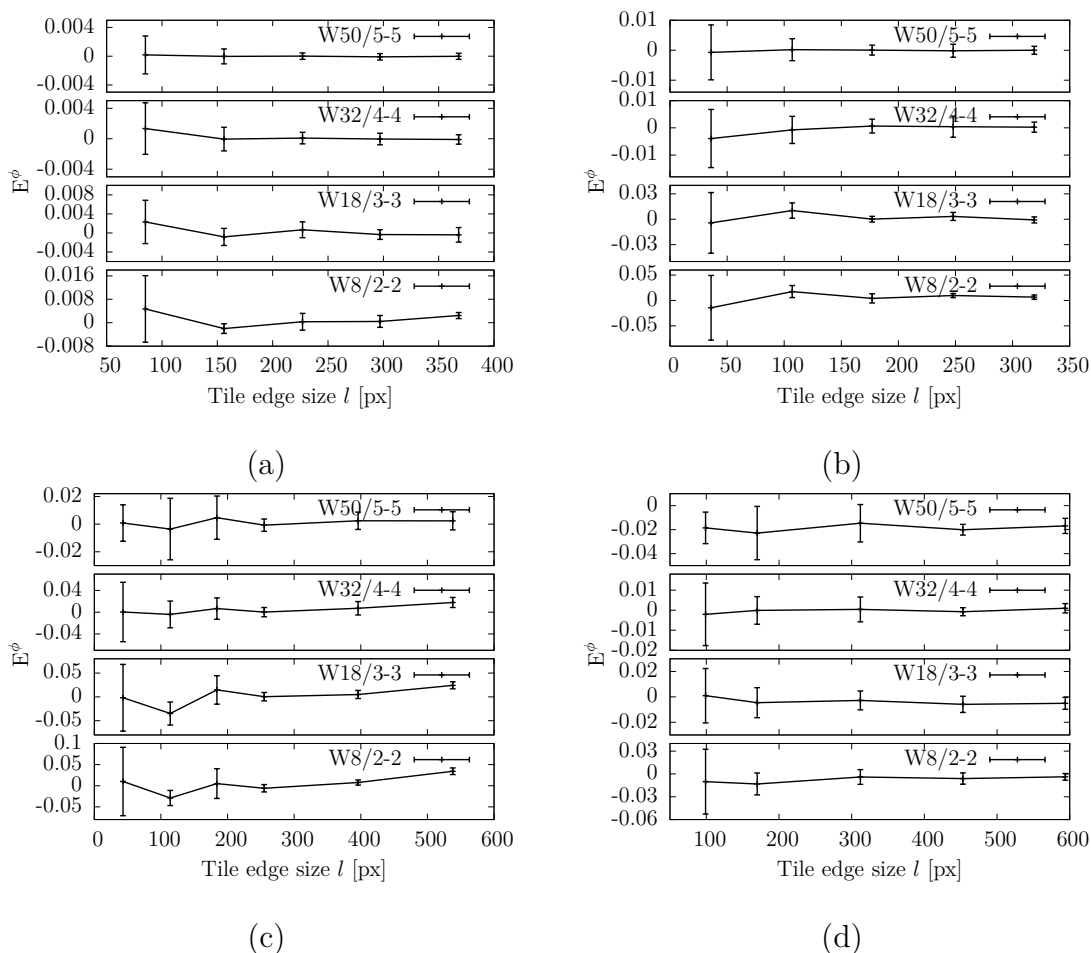 0.004
0
-0.004
W50/5-5
0.004
0
-0.004
W32/4-4
0.008
0.004
0
-0.004
W18/3-3
0.016
0.008
0
-0.008
W8/2-2
E^ϕ
50 100 150 200 250 300 350 400
Tile edge size l [px]
(a)
0.01
0
-0.01
W50/5-5
0.01
0
-0.01
W32/4-4
0.03
0
-0.03
W18/3-3
0.05
0
-0.05
W8/2-2
E^ϕ
0 50 100 150 200 250 300 350
Tile edge size l [px]
(b)
0.02
0
-0.02
W50/5-5
0.04
0
-0.04
W32/4-4
0.05
0
-0.05
W18/3-3
0.1
0.05
0
-0.05
W8/2-2
E^ϕ
0 100 200 300 400 500 600
Tile edge size l [px]
(c)
0
-0.02
-0.04
W50/5-5
0.01
0
-0.01
-0.02
W32/4-4
0.02
0
-0.02
W18/3-3
0.03
0
-0.03
-0.06
W8/2-2
E^ϕ
100 200 300 400 500 600
Tile edge size l [px]
(d)